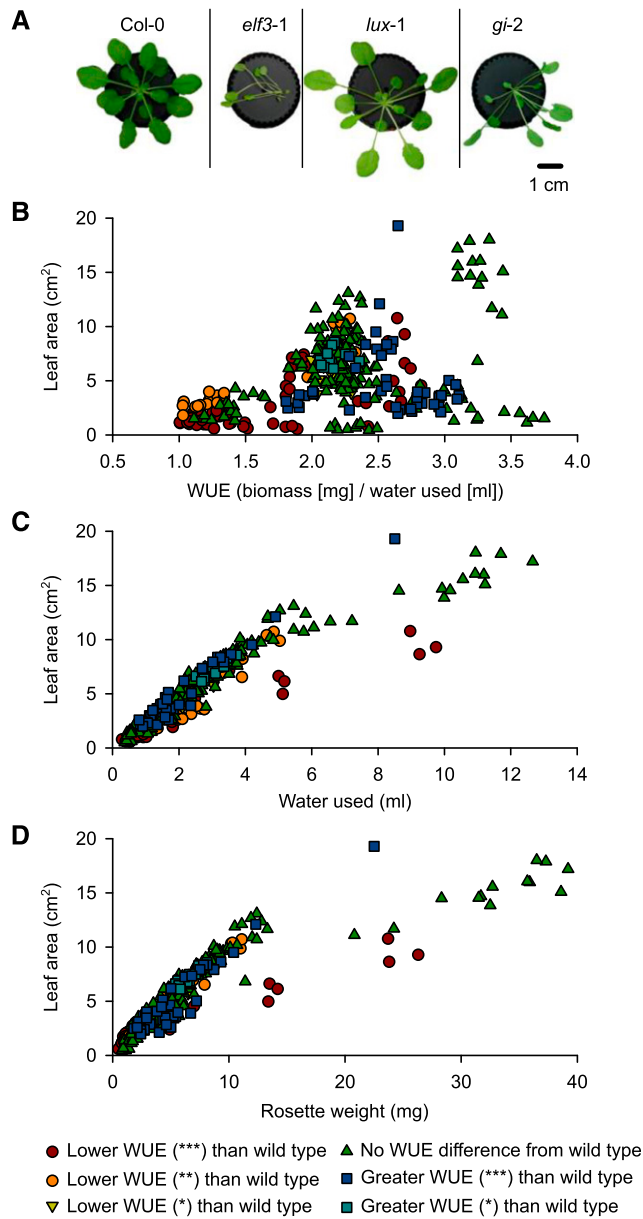 A
Col-0 elf3-1 lux-1 gi-2
1 cm
B
20
15
10
5
0
Leaf area (cm²)
0.5 1.0 1.5 2.0 2.5 3.0 3.5 4.0
WUE (biomass [mg] / water used [ml])
C
20
15
10
5
0
Leaf area (cm²)
0 2 4 6 8 10 12 14
Water used (ml)
D
20
15
10
5
0
Leaf area (cm²)
0 10 20 30 40
Rosette weight (mg)
Lower WUE (***) than wild type
No WUE difference from wild type
Lower WUE (**) than wild type
Greater WUE (***) than wild type
Lower WUE (*) than wild type
Greater WUE (*) than wild type